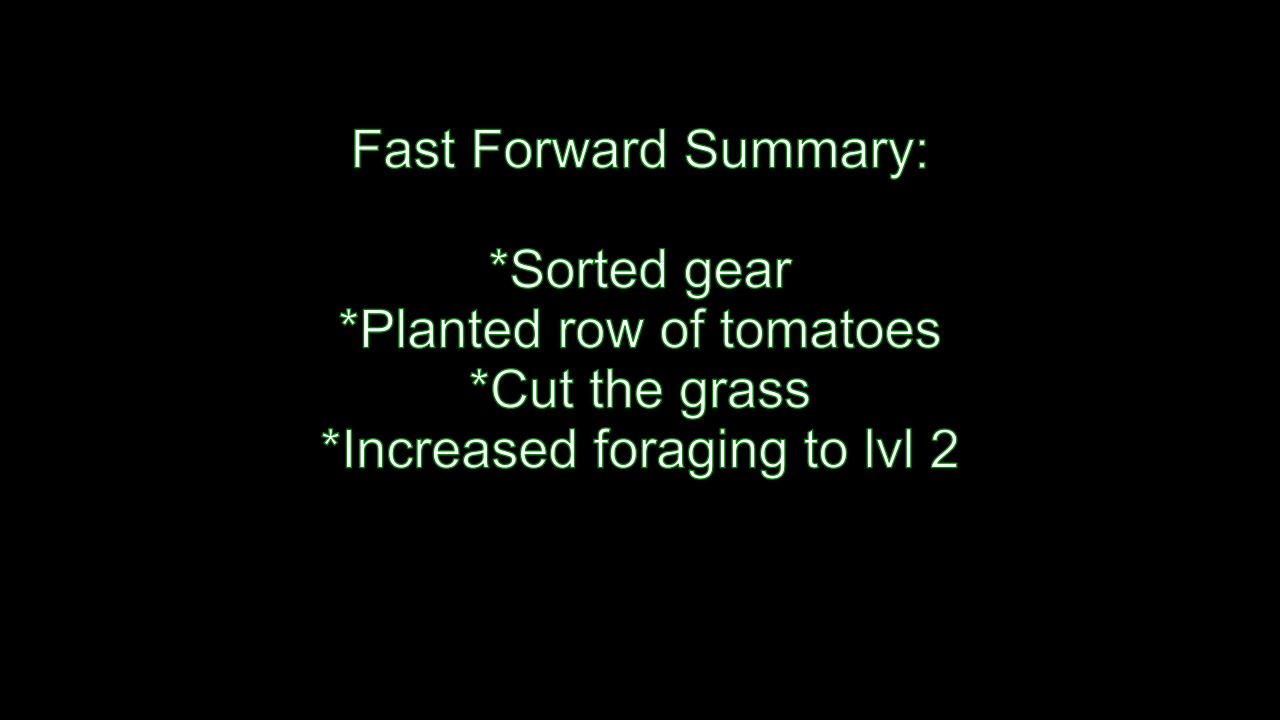 Fast Forward Summary:
*Sorted gear
*Planted row of tomatoes
*Cut the grass
*Increased foraging to lvl 2